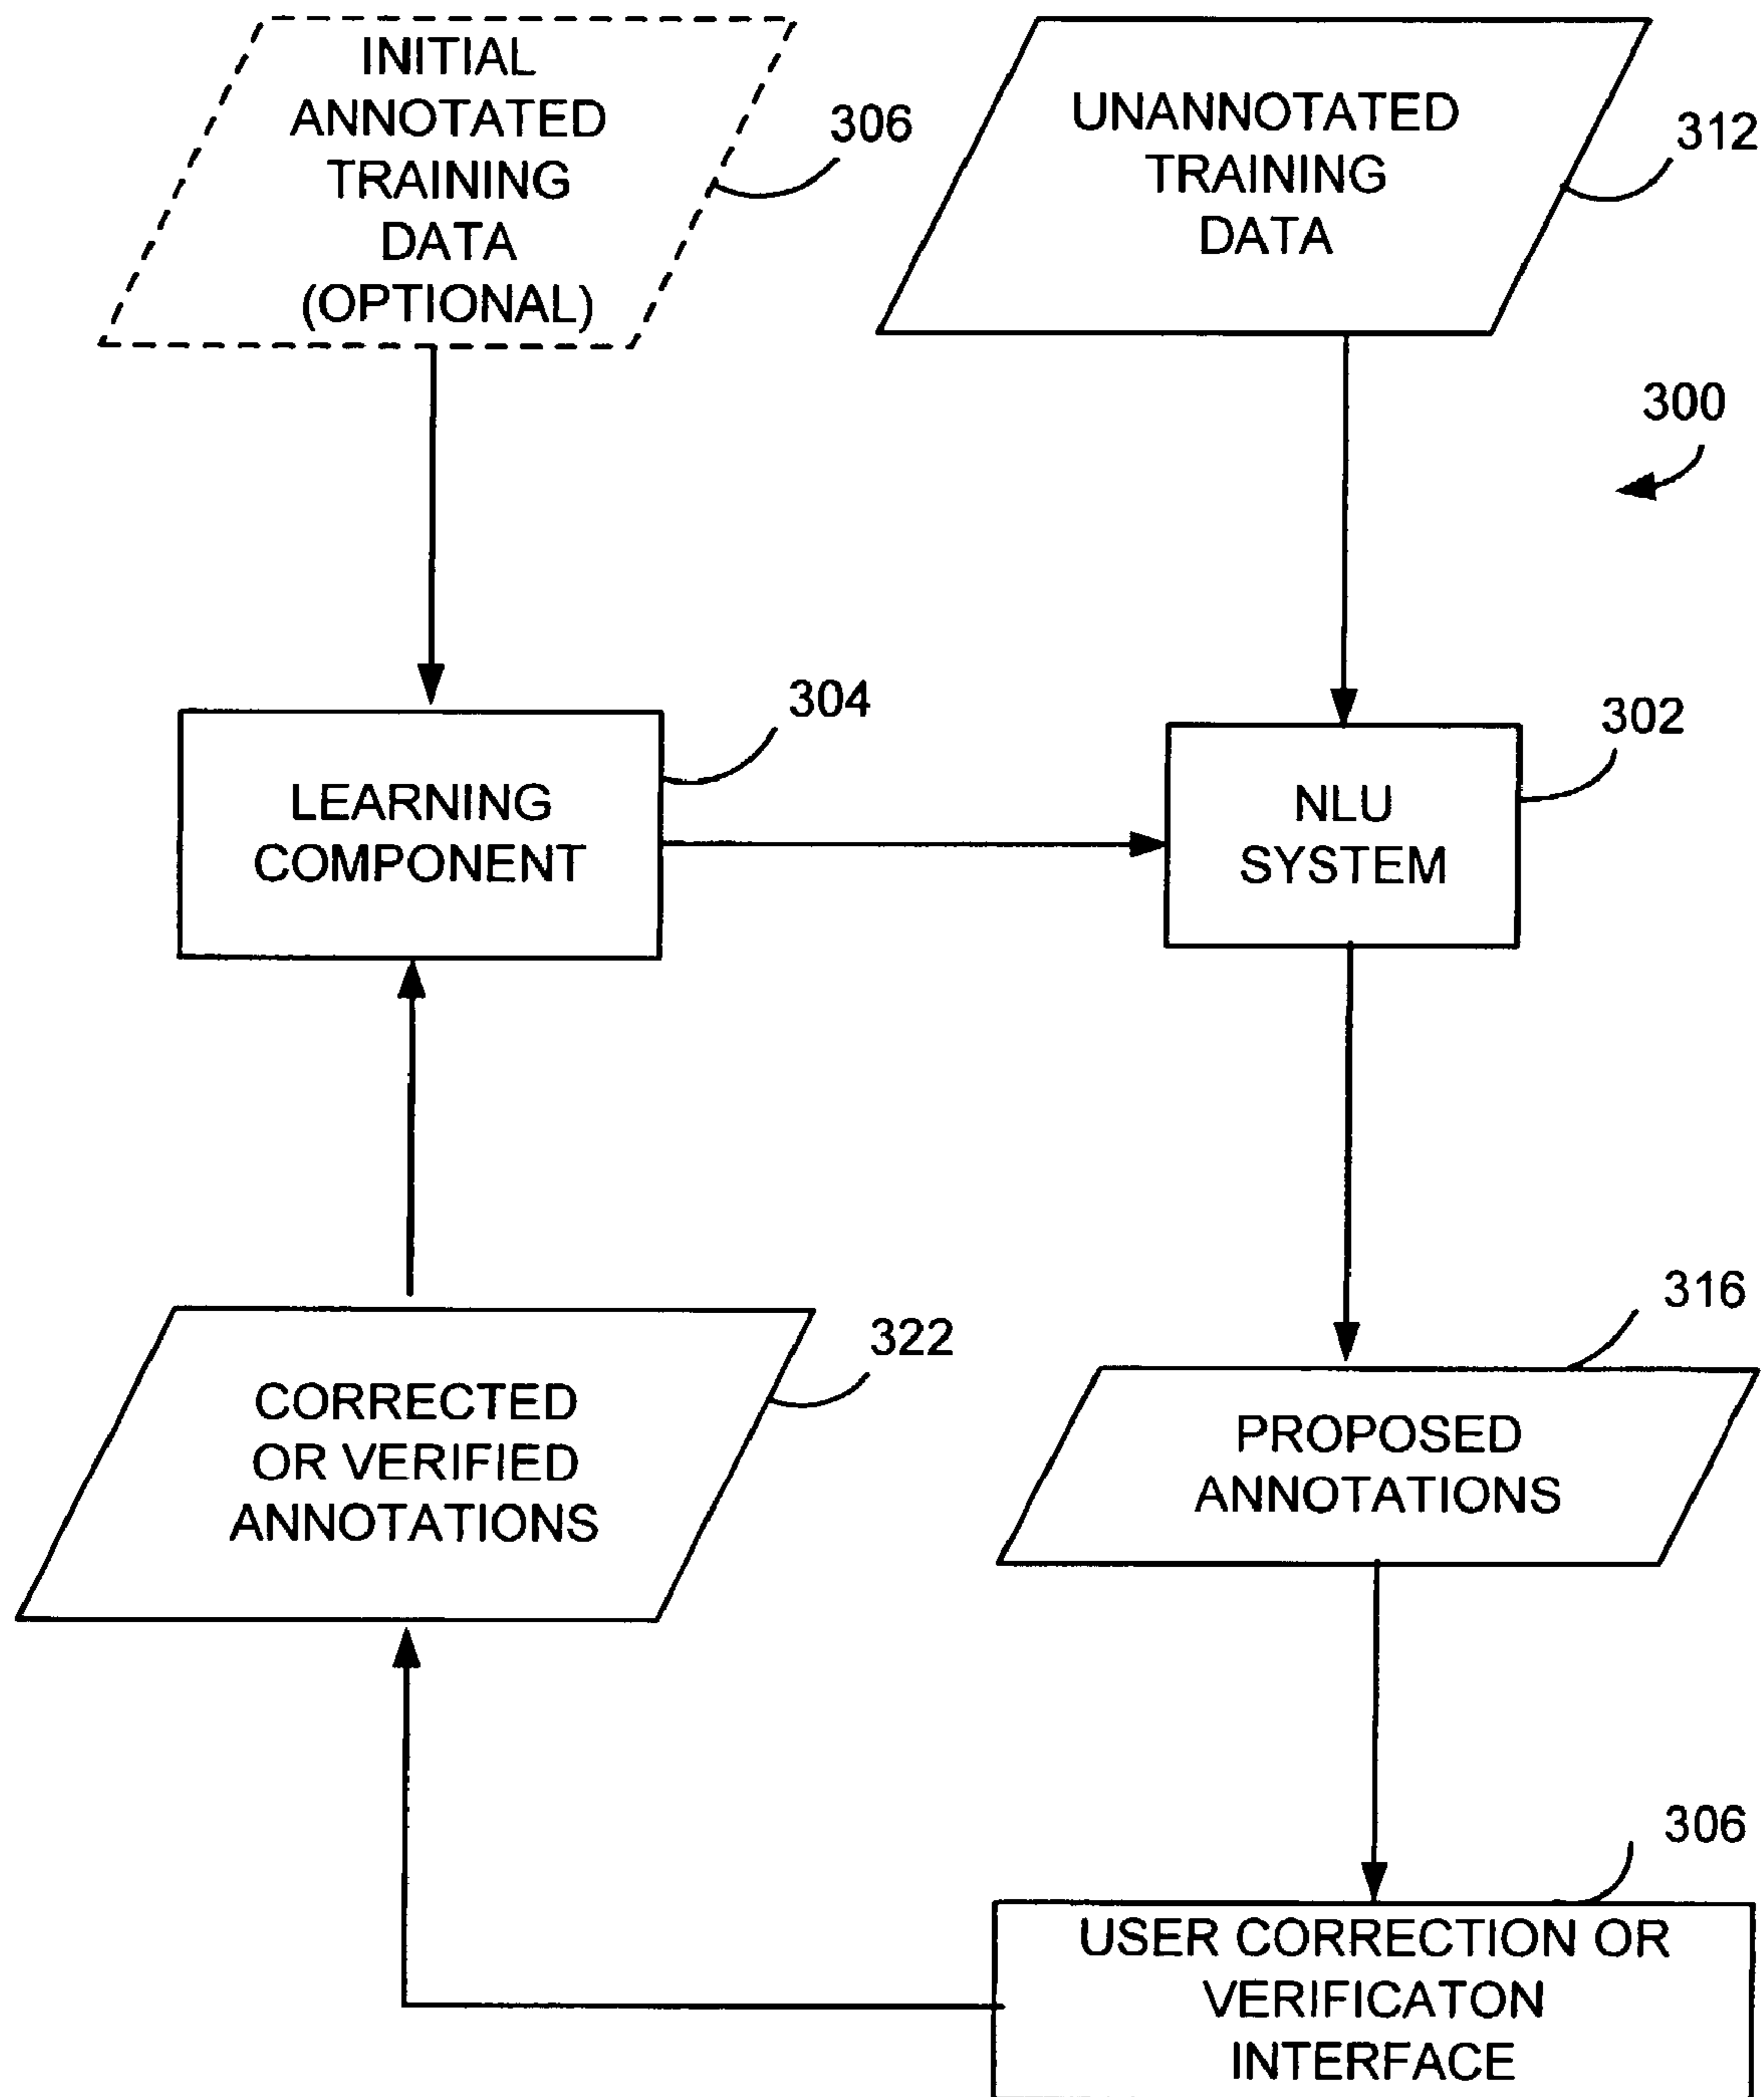 INITIAL
ANNOTATED
TRAINING
DATA
(OPTIONAL)
306
UNANNOTATED
TRAINING
DATA
312
300
LEARNING
COMPONENT
304
NLU
SYSTEM
302
CORRECTED
OR VERIFIED
ANNOTATIONS
322
PROPOSED
ANNOTATIONS
316
USER CORRECTION OR
VERIFICATON
INTERFACE
306